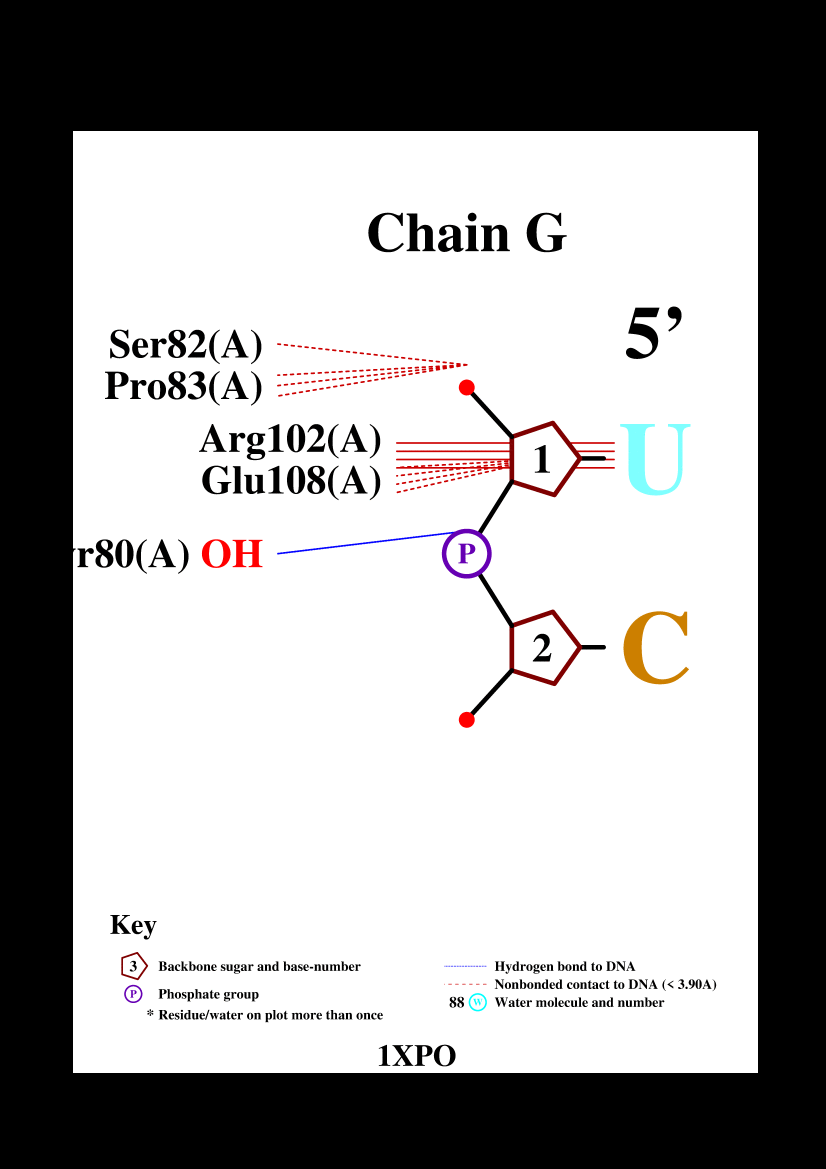 Chain G
5’
Ser82(A)
Pro83(A)
Arg102(A)
U
1
Glu108(A)
yr80(A) OH
P
2
C
Key
3 Backbone sugar and base-number
P Phosphate group
* Residue/water on plot more than once
Hydrogen bond to DNA
Nonbonded contact to DNA (< 3.90A)
88 W Water molecule and number
1XPO